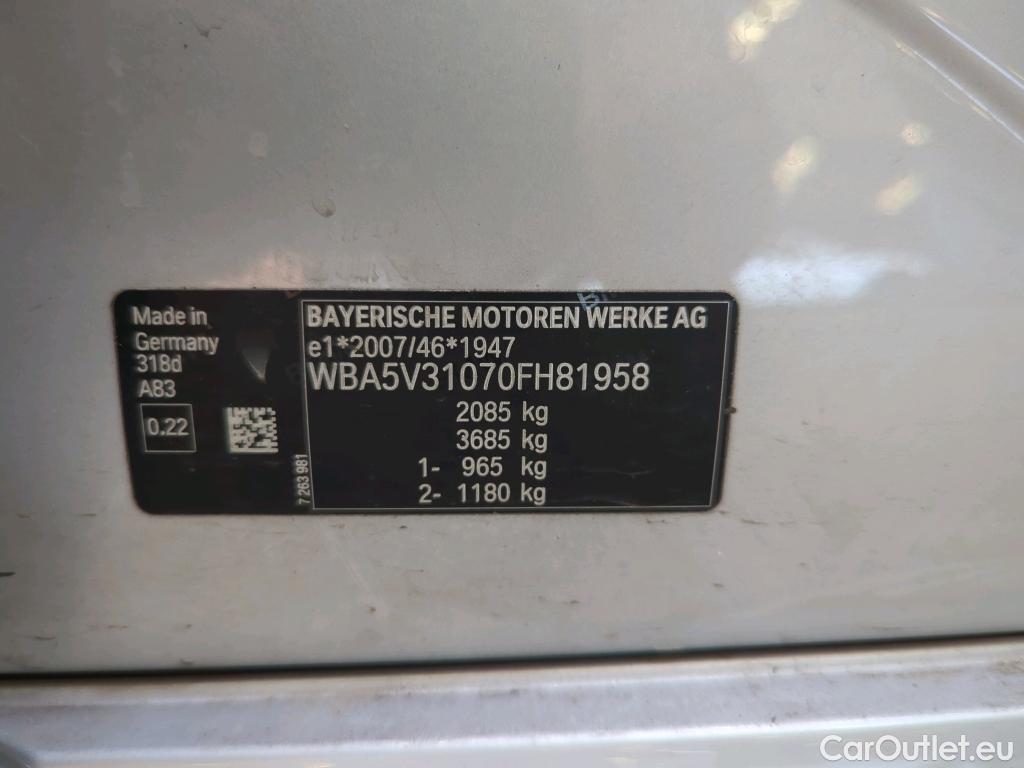 Made in
Germany
318d
A83
0.22
7 263 981
BAYERISCHE MOTOREN WERKE AG
e1*2007/46*1947
WBA5V31070FH81958
2085 kg
3685 kg
1- 965 kg
2- 1180 kg
CarOutlet.eu